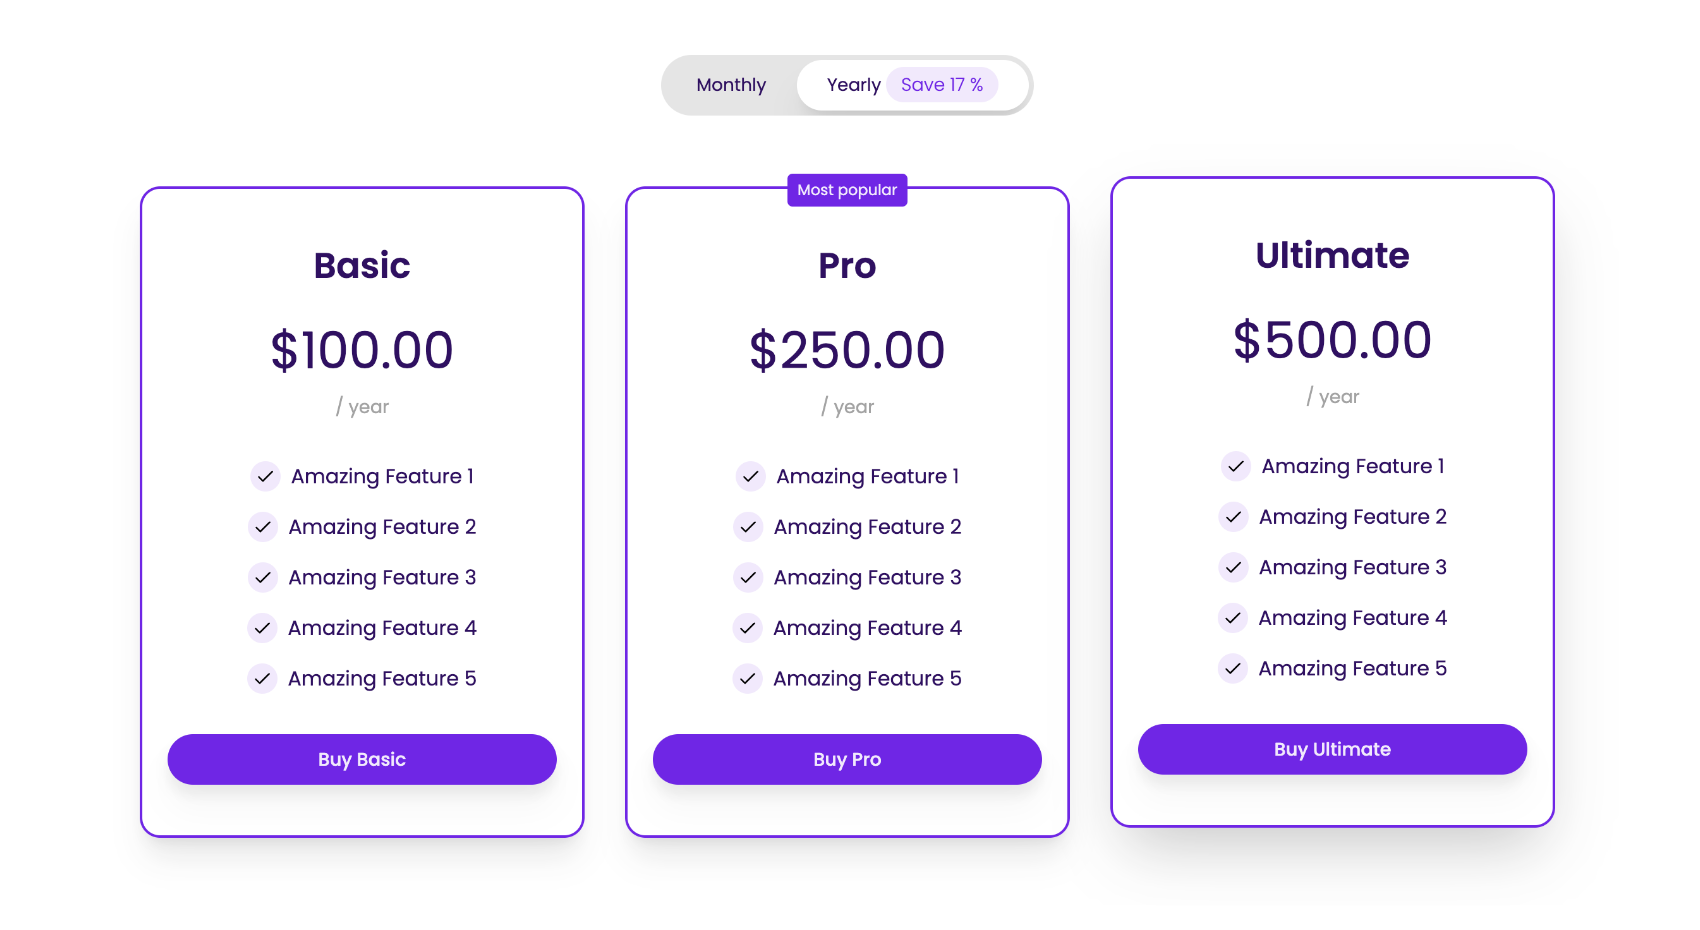 Monthly
Yearly Save 17 %
Basic
$100.00
/ year
Amazing Feature 1
Amazing Feature 2
Amazing Feature 3
Amazing Feature 4
Amazing Feature 5
Buy Basic
Most popular
Pro
$250.00
/ year
Amazing Feature 1
Amazing Feature 2
Amazing Feature 3
Amazing Feature 4
Amazing Feature 5
Buy Pro
Ultimate
$500.00
/ year
Amazing Feature 1
Amazing Feature 2
Amazing Feature 3
Amazing Feature 4
Amazing Feature 5
Buy Ultimate